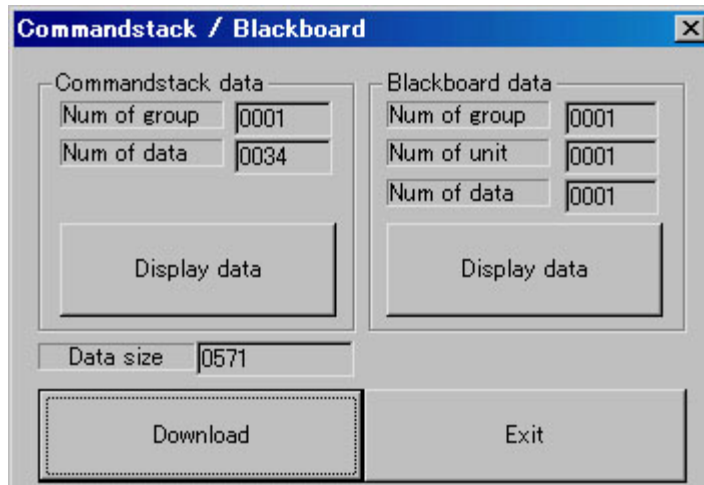 Commandstack / Blackboard
Commandstack data
Num of group 0001
Num of data 0034
Display data
Blackboard data
Num of group 0001
Num of unit 0001
Num of data 0001
Display data
Data size 0571
Download
Exit